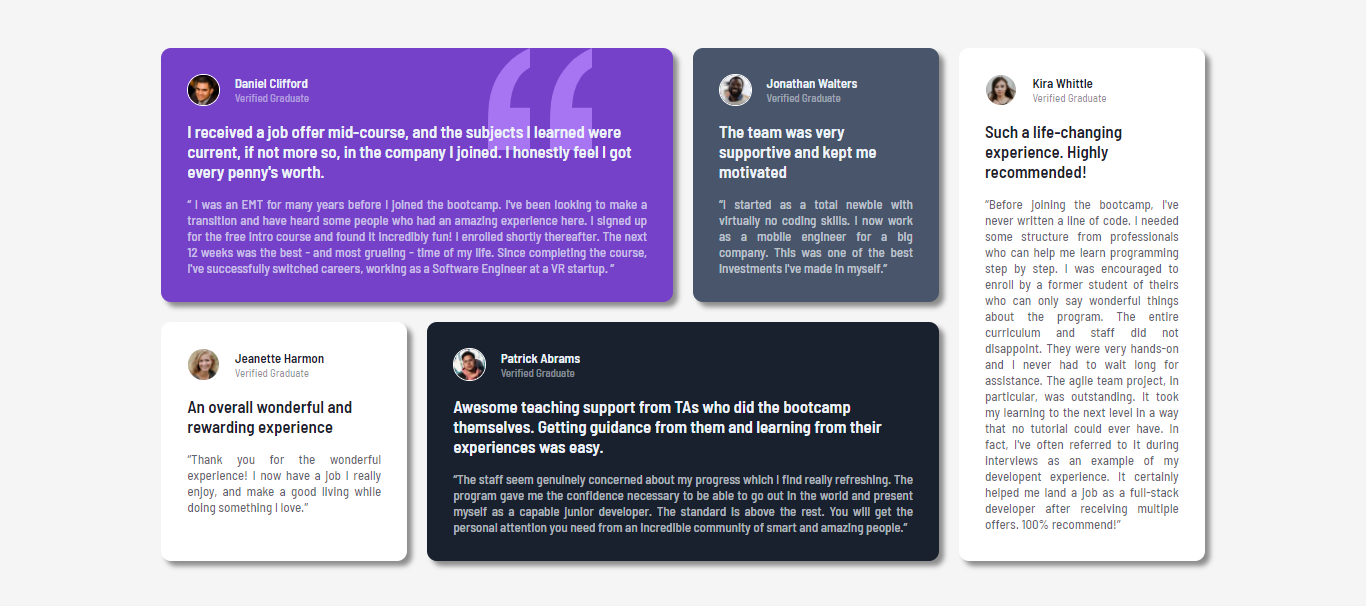 Daniel Clifford
Verified Graduate
I received a job offer mid-course, and the subjects I learned were
current, if not more so, in the company I joined. I honestly feel I got
every penny's worth.
“ I was an EMT for many years before I joined the bootcamp. I've been looking to make a
transition and have heard some people who had an amazing experience here. I signed up
for the free intro course and found it incredibly fun! I enrolled shortly thereafter. The next
12 weeks was the best - and most grueling - time of my life. Since completing the course,
I've successfully switched careers, working as a Software Engineer at a VR startup. ”
Jonathan Walters
Verified Graduate
The team was very
supportive and kept me
motivated
“I started as a total newbie with
virtually no coding skills. I now work
as a mobile engineer for a big
company. This was one of the best
investments I've made in myself.”
Kira Whittle
Verified Graduate
Such a life-changing
experience. Highly
recommended!
“Before joining the bootcamp, I've
never written a line of code. I needed
some structure from professionals
who can help me learn programming
step by step. I was encouraged to
enroll by a former student of theirs
who can only say wonderful things
about the program. The entire
curriculum and staff did not
disappoint. They were very hands-on
and I never had to wait long for
assistance. The agile team project, in
particular, was outstanding. It took
my learning to the next level in a way
that no tutorial could ever have. In
fact, I've often referred to it during
interviews as an example of my
developent experience. It certainly
helped me land a job as a full-stack
developer after receiving multiple
offers. 100% recommend!”
Jeanette Harmon
Verified Graduate
An overall wonderful and
rewarding experience
“Thank you for the wonderful
experience! I now have a job I really
enjoy, and make a good living while
doing something I love.”
Patrick Abrams
Verified Graduate
Awesome teaching support from TAs who did the bootcamp
themselves. Getting guidance from them and learning from their
experiences was easy.
“The staff seem genuinely concerned about my progress which I find really refreshing. The
program gave me the confidence necessary to be able to go out in the world and present
myself as a capable junior developer. The standard is above the rest. You will get the
personal attention you need from an incredible community of smart and amazing people.”